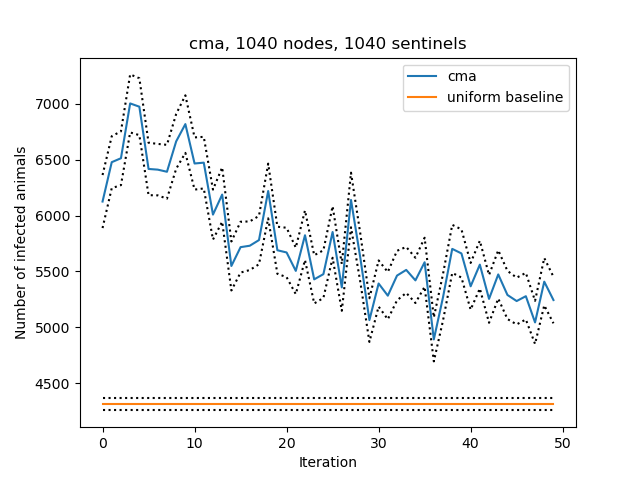 cma, 1040 nodes, 1040 sentinels
cma
uniform baseline
Number of infected animals
7000
6500
6000
5500
5000
4500
0
10
20
30
40
50
Iteration